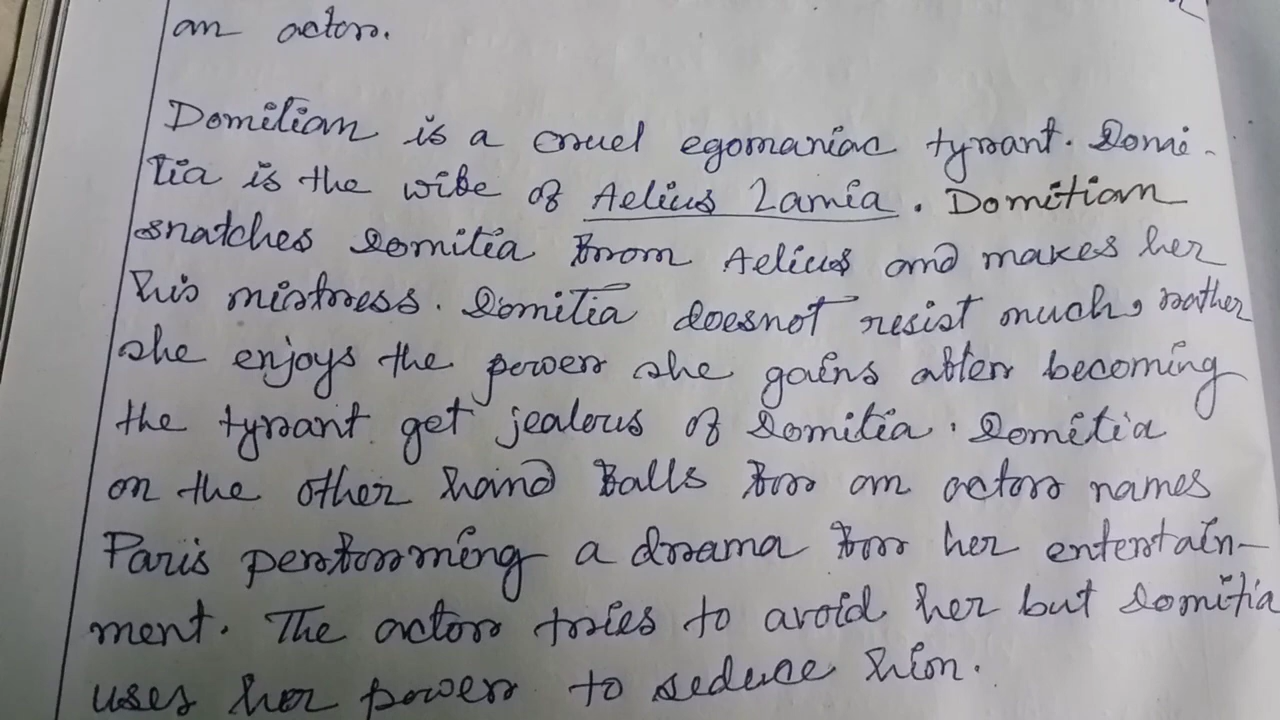 an actor.
Domitian is a cruel egomaniac tyrant. Domi-
tia is the wife of Aelius Lamia. Domitian
snatches Domitia from Aelius and makes her
his mistress. Domitia doesnot resist much, rather
she enjoys the power she gains after becoming
the tyrant get jealous of Domitia. Domitia
on the other hand falls for an actor names
Paris performing a drama for her entertain-
ment. The actor tries to avoid her but Domitia
uses her power to seduce him.